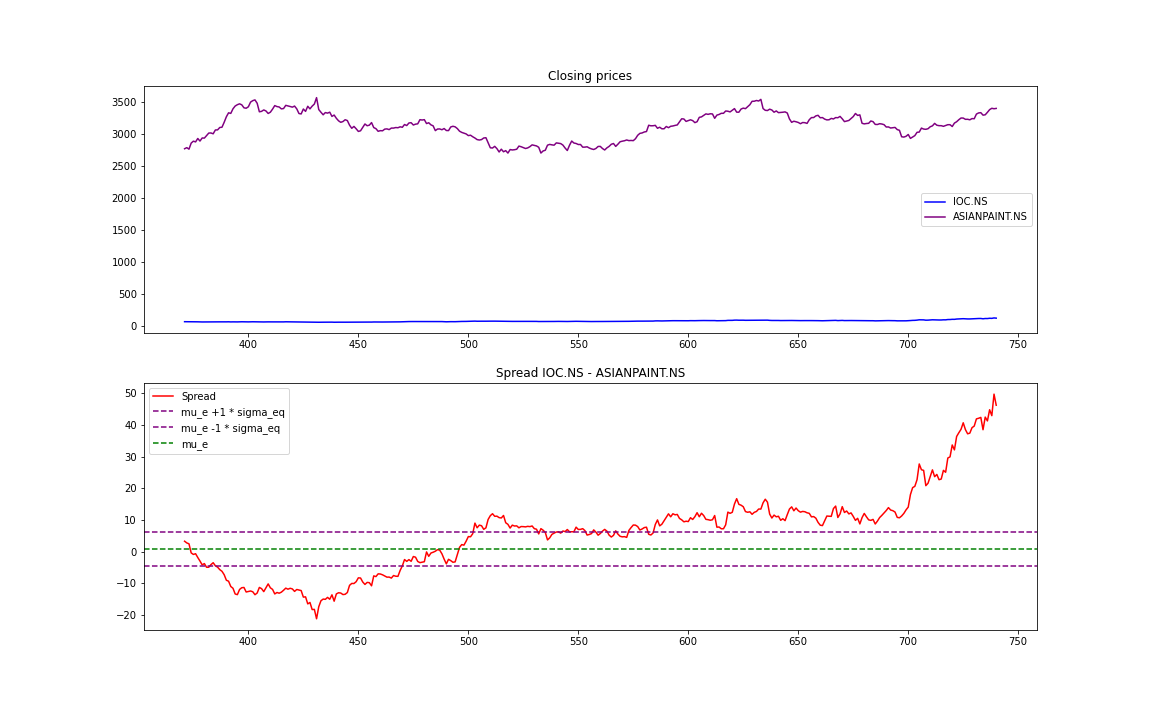 Closing prices
3500
3000
2500
2000
1500
1000
500
0
IOC.NS
ASIANPAINT.NS
400 450 500 550 600 650 700 750
Spread IOC.NS - ASIANPAINT.NS
50
40
30
20
10
0
−10
−20
Spread
mu_e +1 * sigma_eq
mu_e -1 * sigma_eq
mu_e
400 450 500 550 600 650 700 750